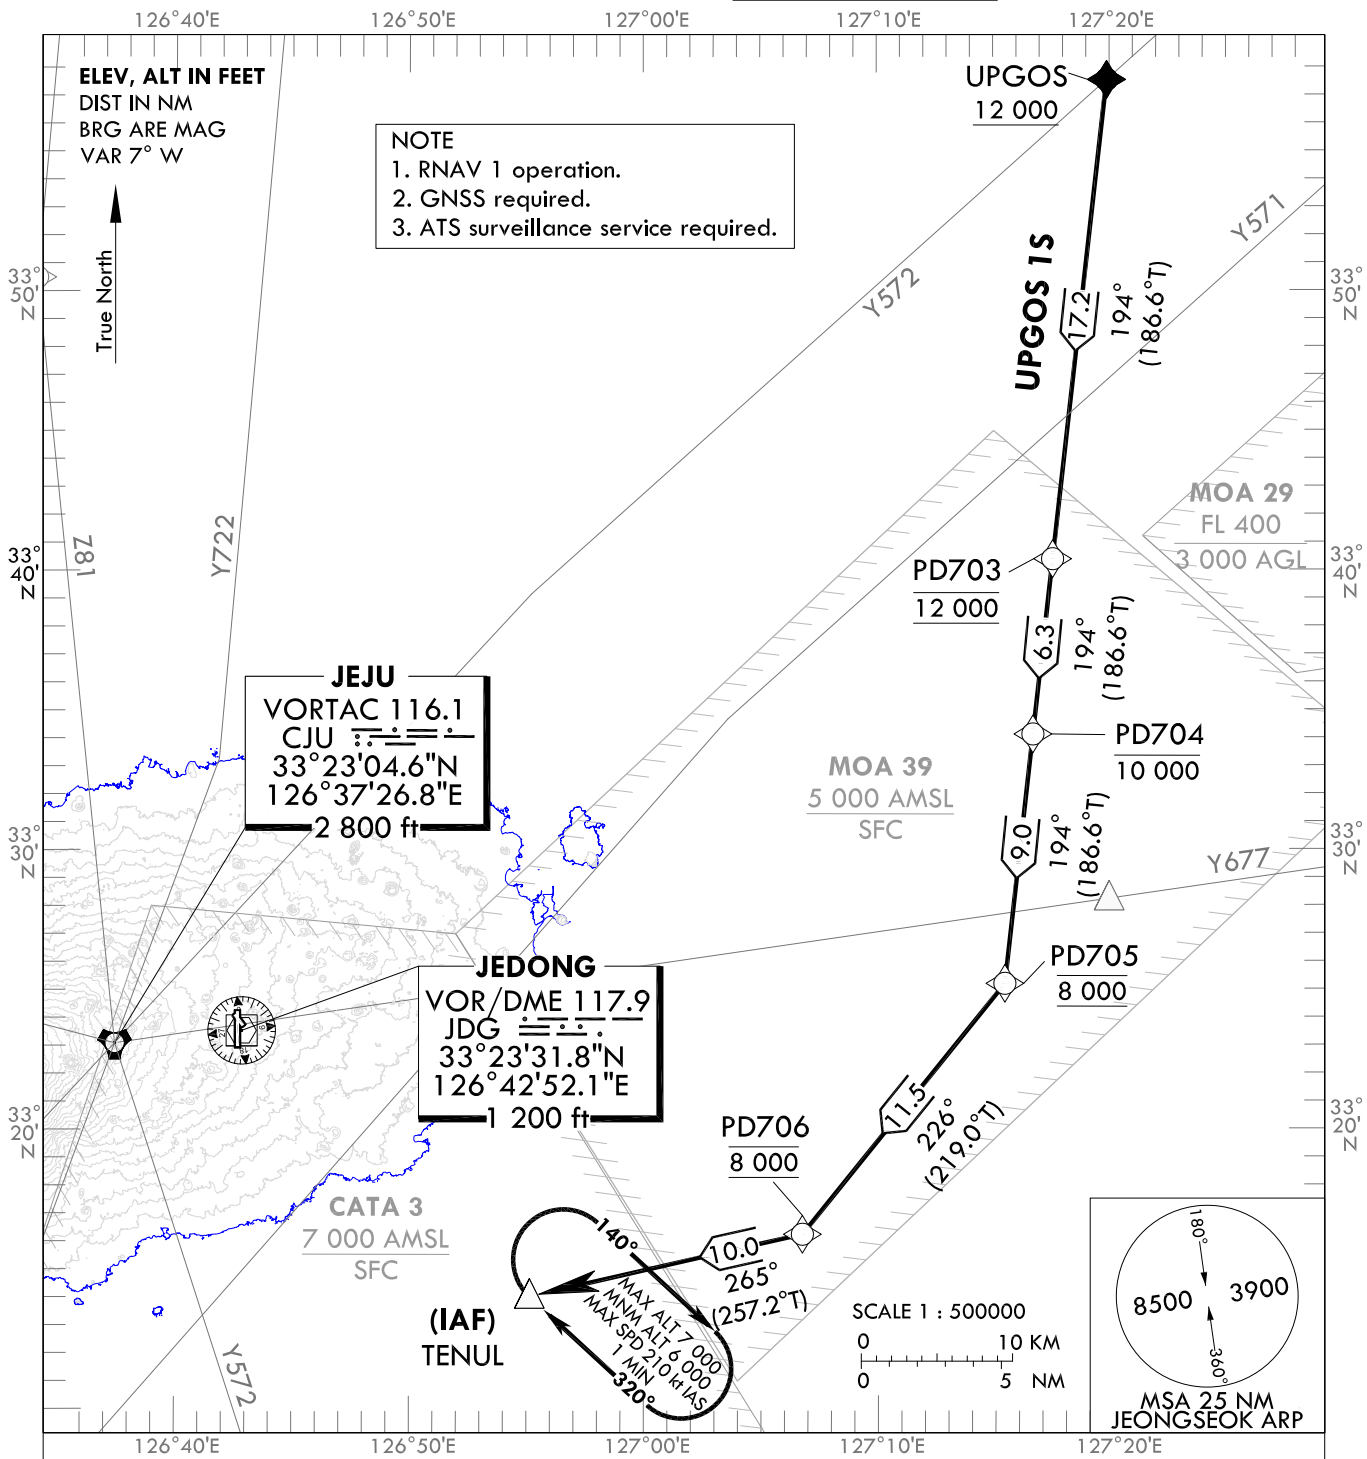 126°40'E
126°50'E
127°00'E
127°10'E
127°20'E
ELEV, ALT IN FEET
DIST IN NM
BRG ARE MAG
VAR 7° W
True North
NOTE
1. RNAV 1 operation.
2. GNSS required.
3. ATS surveillance service required.
UPGOS
12 000
UPGOS 1S
17.2
194°
(186.6°T)
Y572
Y571
33°
50'
N
33°
50'
N
Z81
Y722
33°
40'
N
33°
40'
N
MOA 29
FL 400
3 000 AGL
PD703
12 000
6.3
194°
(186.6°T)
PD704
10 000
JEJU
VORTAC 116.1
CJU
33°23'04.6"N
126°37'26.8"E
2 800 ft
MOA 39
5 000 AMSL
SFC
9.0
194°
(186.6°T)
33°
30'
N
33°
30'
N
Y677
PD705
8 000
JEDONG
VOR/DME 117.9
JDG
33°23'31.8"N
126°42'52.1"E
1 200 ft
11.5
226°
(219.0°T)
33°
20'
N
33°
20'
N
PD706
8 000
CATA 3
7 000 AMSL
SFC
10.0
265°
(257.2°T)
140°
MAX ALT 7 000
MNM ALT 6 000
MAX SPD 210 kt IAS
1 MIN
320°
(IAF)
TENUL
Y572
SCALE 1 : 500000
0 10 KM
0 5 NM
180°
8500 3900
360°
MSA 25 NM
JEONGSEOK ARP
126°40'E
126°50'E
127°00'E
127°10'E
127°20'E